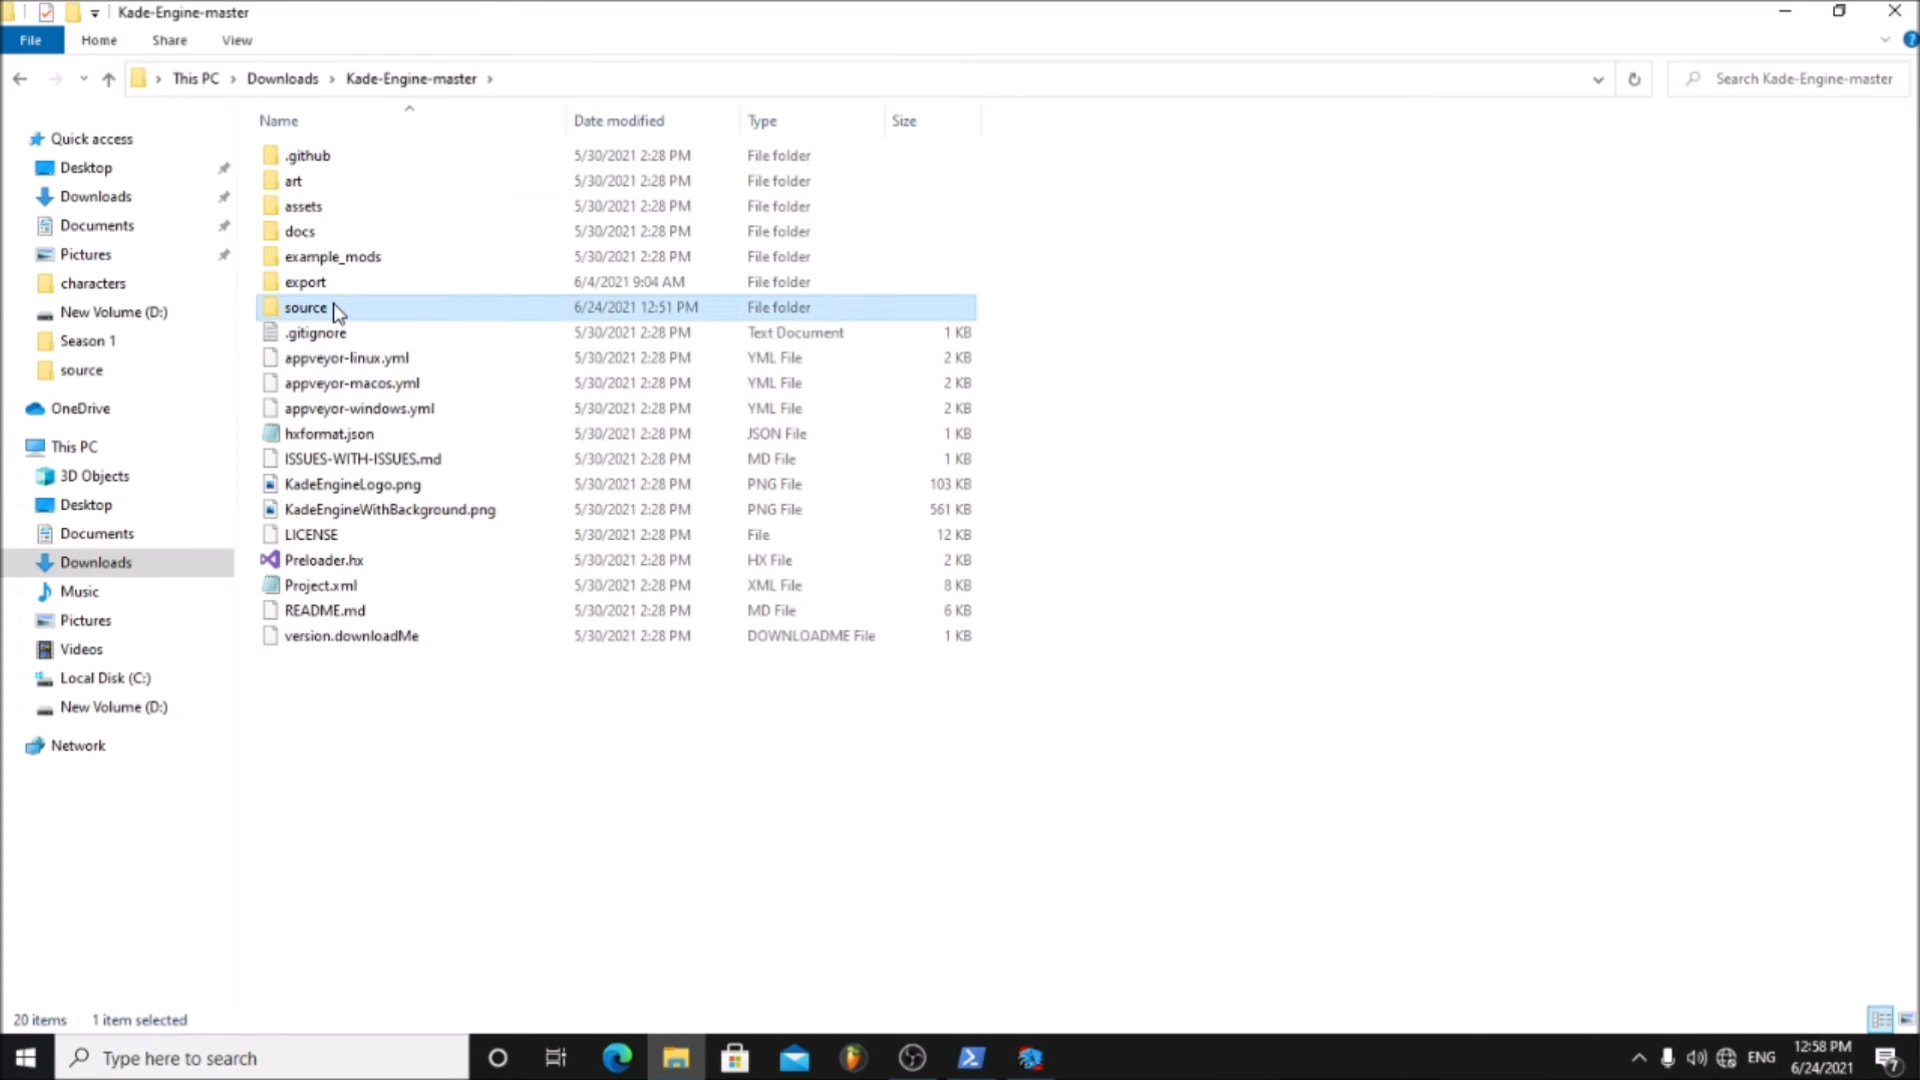 Kade-Engine-master
File Home Share View
This PC Downloads Kade-Engine-master Search Kade-Engine-master
Name Date modified Type Size
Quick access
Desktop
Downloads
Documents
Pictures
characters
New Volume (D:)
Season 1
source
OneDrive
This PC
3D Objects
Desktop
Documents
Downloads
Music
Pictures
Videos
Local Disk (C:)
New Volume (D:)
Network
.github 5/30/2021 2:28 PM File folder
art 5/30/2021 2:28 PM File folder
assets 5/30/2021 2:28 PM File folder
docs 5/30/2021 2:28 PM File folder
example_mods 5/30/2021 2:28 PM File folder
export 6/4/2021 9:04 AM File folder
source 6/24/2021 12:51 PM File folder
.gitignore 5/30/2021 2:28 PM Text Document 1 KB
appveyor-linux.yml 5/30/2021 2:28 PM YML File 2 KB
appveyor-macos.yml 5/30/2021 2:28 PM YML File 2 KB
appveyor-windows.yml 5/30/2021 2:28 PM YML File 2 KB
hxformat.json 5/30/2021 2:28 PM JSON File 1 KB
ISSUES-WITH-ISSUES.md 5/30/2021 2:28 PM MD File 1 KB
KadeEngineLogo.png 5/30/2021 2:28 PM PNG File 103 KB
KadeEngineWithBackground.png 5/30/2021 2:28 PM PNG File 561 KB
LICENSE 5/30/2021 2:28 PM File 12 KB
Preloader.hx 5/30/2021 2:28 PM HX File 2 KB
Project.xml 5/30/2021 2:28 PM XML File 8 KB
README.md 5/30/2021 2:28 PM MD File 6 KB
version.downloadMe 5/30/2021 2:28 PM DOWNLOADME File 1 KB
20 items 1 item selected
Type here to search
ENG
12:58 PM
6/24/2021
7